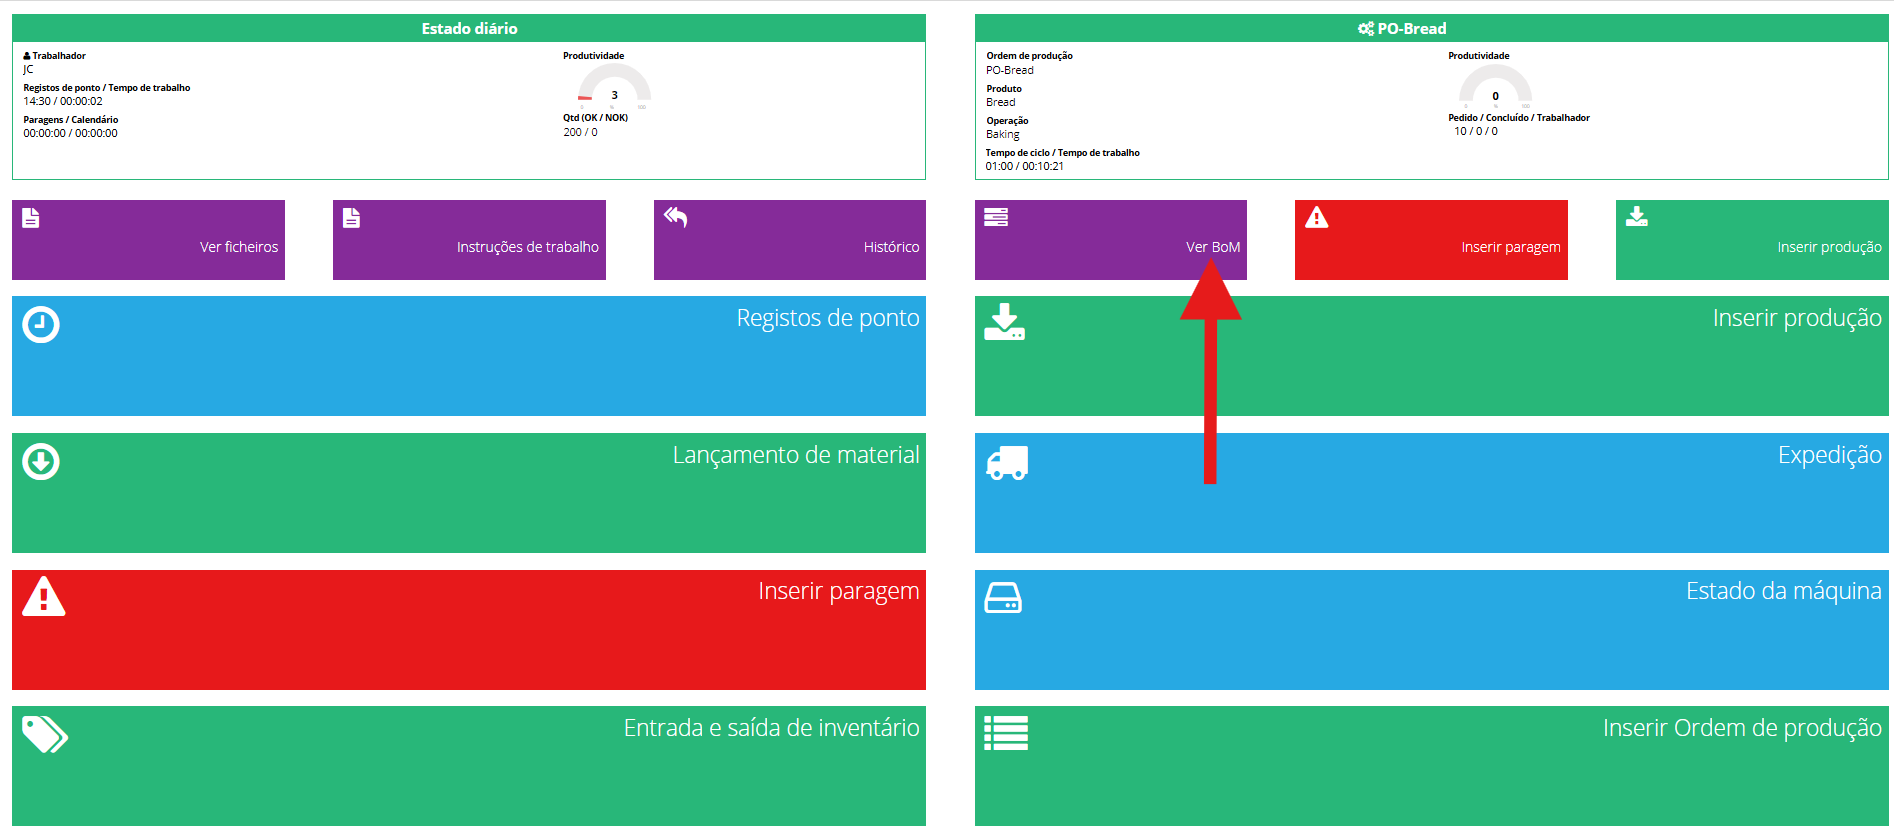 Estado diário
Trabalhador
JC
Registos de ponto / Tempo de trabalho
14:30 / 00:00:02
Paragens / Calendário
00:00:00 / 00:00:00
Produtividade
3
0 % 100
Qtd (OK / NOK)
200 / 0
PO-Bread
Ordem de produção
PO-Bread
Produto
Bread
Operação
Baking
Tempo de ciclo / Tempo de trabalho
01:00 / 00:10:21
Produtividade
0
0 % 100
Pedido / Concluído / Trabalhador
10 / 0 / 0
Ver ficheiros
Instruções de trabalho
Histórico
Ver BoM
Inserir paragem
Inserir produção
Registos de ponto
Inserir produção
Lançamento de material
Expedição
Inserir paragem
Estado da máquina
Entrada e saída de inventário
Inserir Ordem de produção